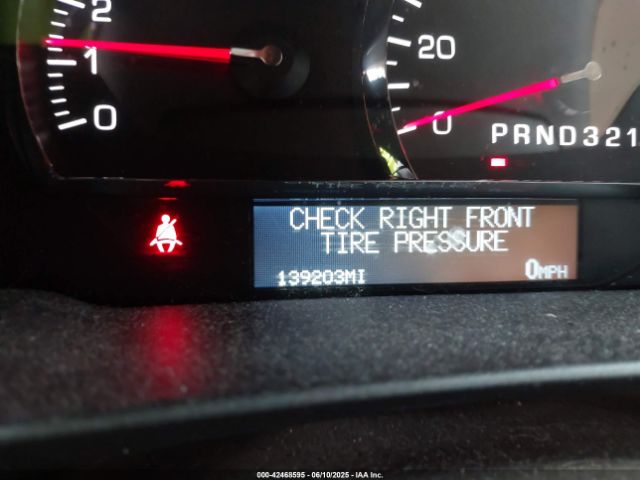 2
1
0
20
0
PRND321
CHECK RIGHT FRONT
TIRE PRESSURE
139203MI
0MPH
000-42468595 - 06/10/2025 - IAA Inc.